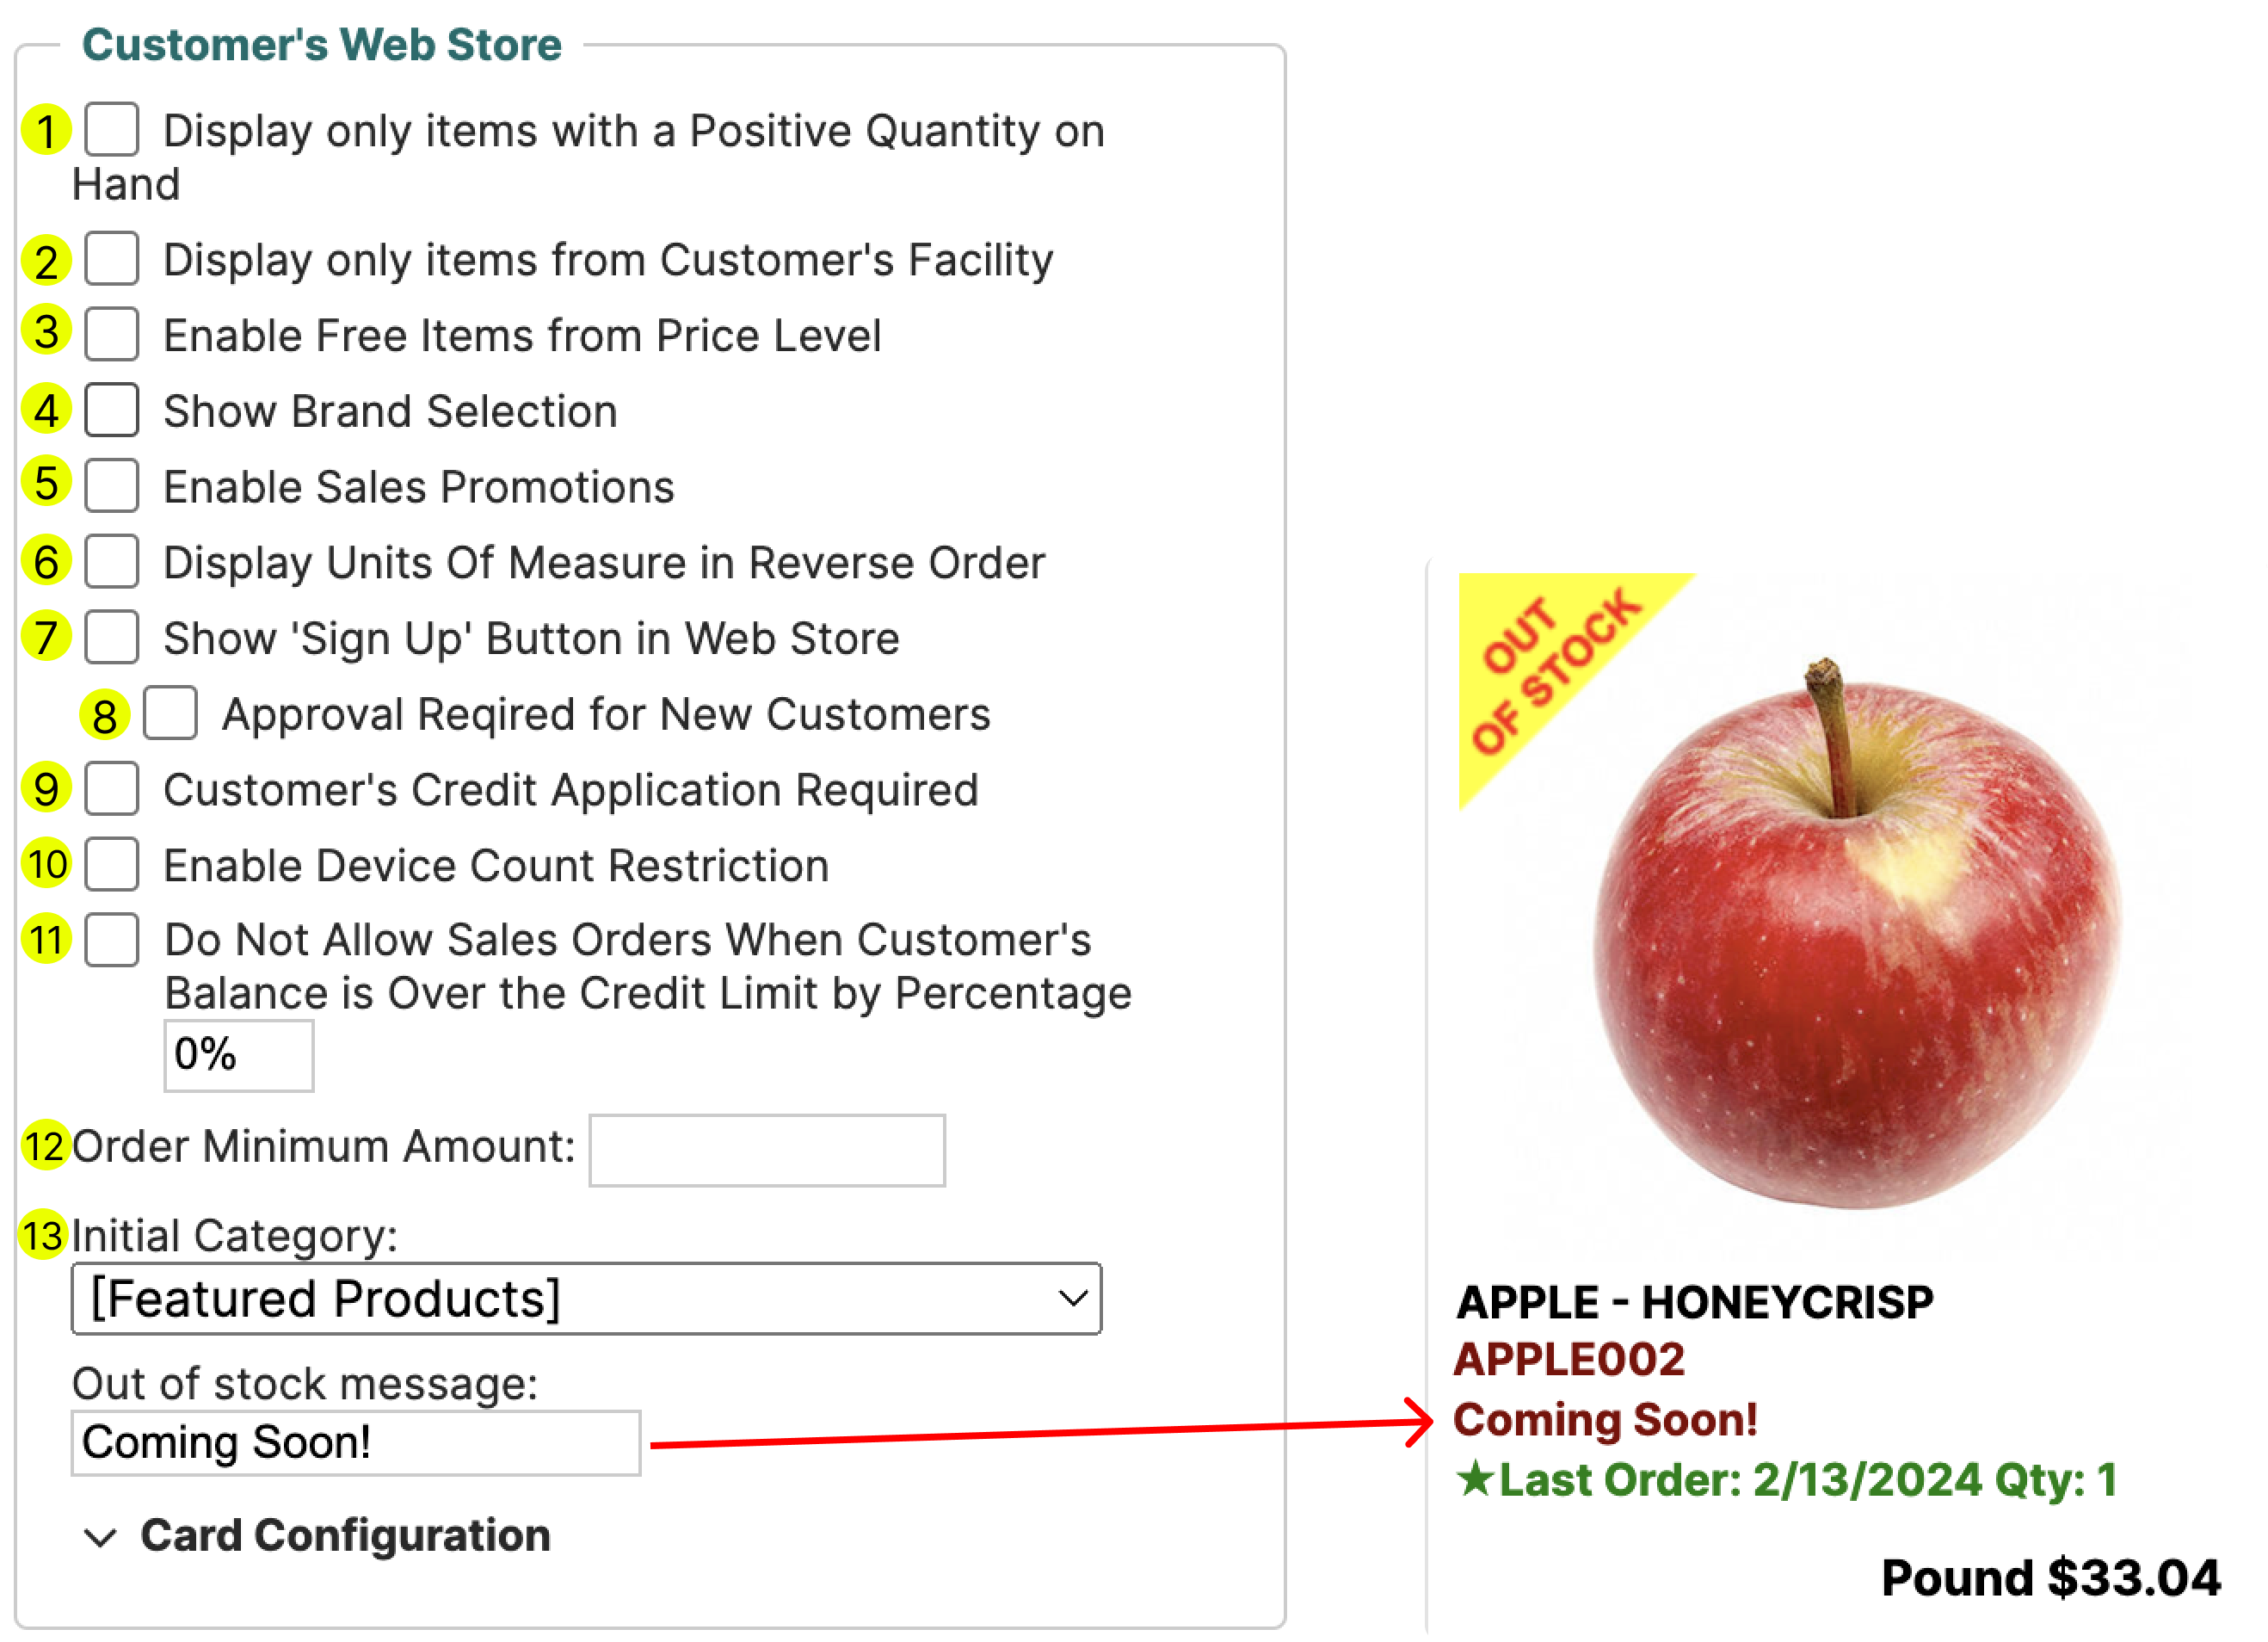 Customer's Web Store
1 Display only items with a Positive Quantity on
Hand
2 Display only items from Customer's Facility
3 Enable Free Items from Price Level
4 Show Brand Selection
5 Enable Sales Promotions
6 Display Units Of Measure in Reverse Order
7 Show 'Sign Up' Button in Web Store
8 Approval Reqired for New Customers
9 Customer's Credit Application Required
10 Enable Device Count Restriction
11 Do Not Allow Sales Orders When Customer's
Balance is Over the Credit Limit by Percentage
0%
12 Order Minimum Amount:
13 Initial Category:
[Featured Products]
Out of stock message:
Coming Soon!
Card Configuration
OUT
OF STOCK
APPLE - HONEYCRISP
APPLE002
Coming Soon!
★Last Order: 2/13/2024 Qty: 1
Pound $33.04